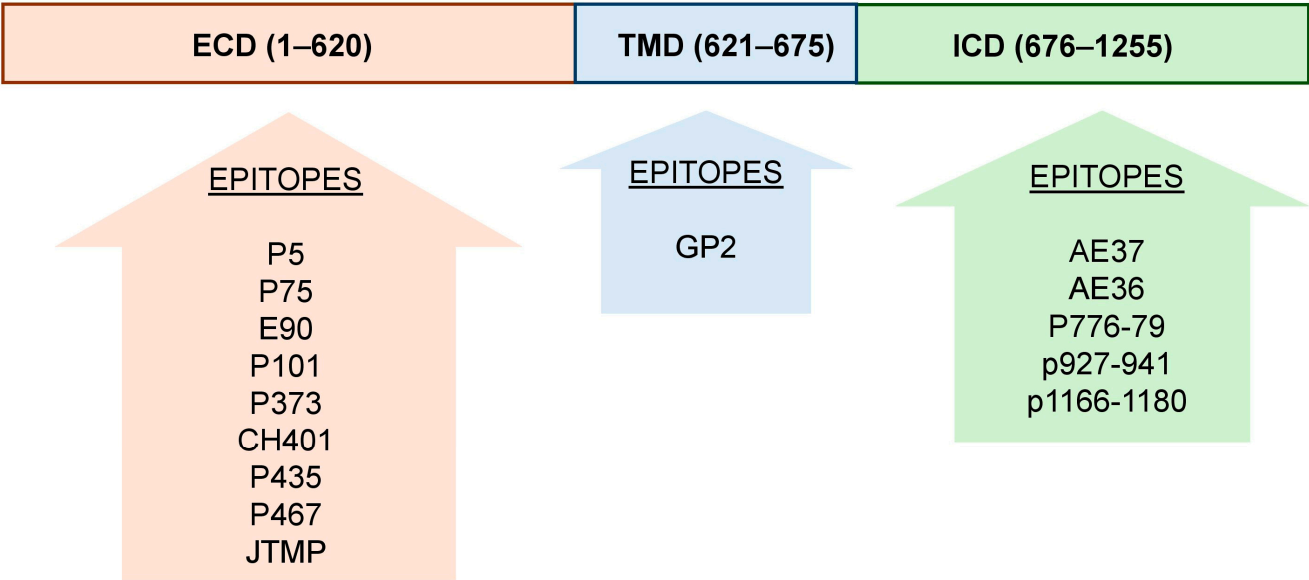 ECD (1–620)
TMD (621–675)
ICD (676–1255)
EPITOPES
P5
P75
E90
P101
P373
CH401
P435
P467
JTMP
EPITOPES
GP2
EPITOPES
AE37
AE36
P776-79
p927-941
p1166-1180